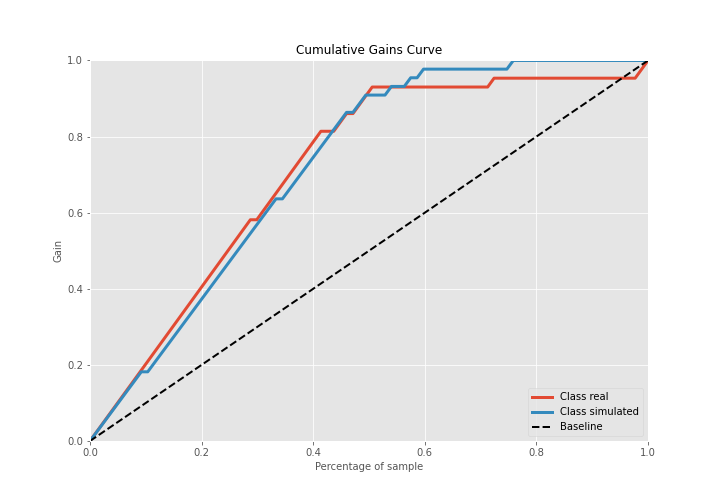 Cumulative Gains Curve
1.0
0.8
0.6
0.4
0.2
0.0
Gain
0.0 0.2 0.4 0.6 0.8 1.0
Percentage of sample
Class real
Class simulated
Baseline